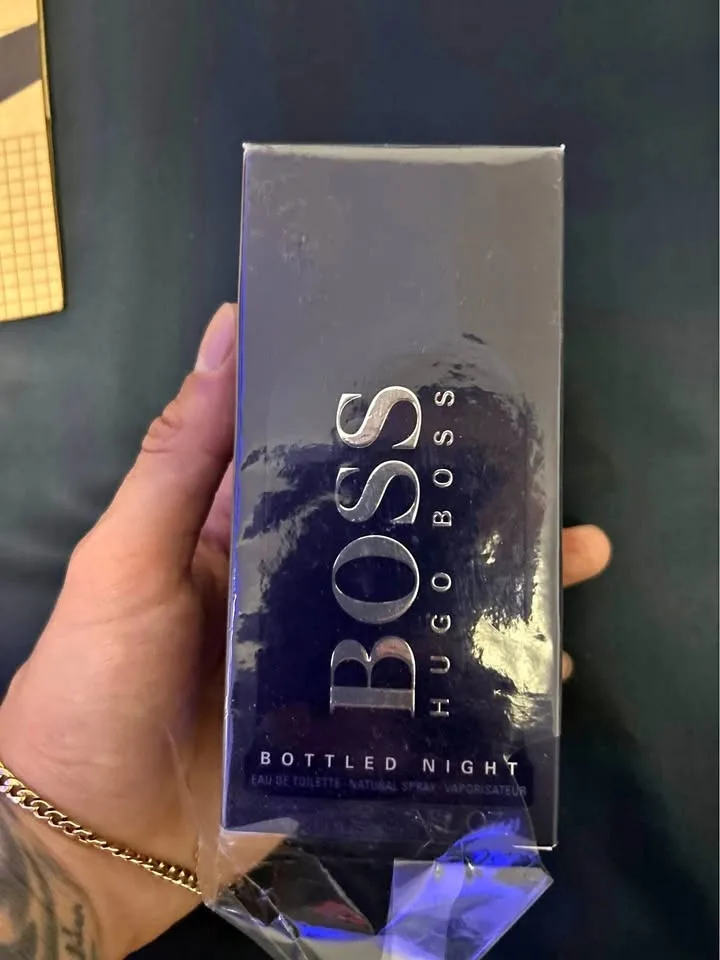 BOSS
HUGO BOSS
BOTTLED NIGHT
EAU DE TOILETTE · NATURAL SPRAY · VAPORISATEUR